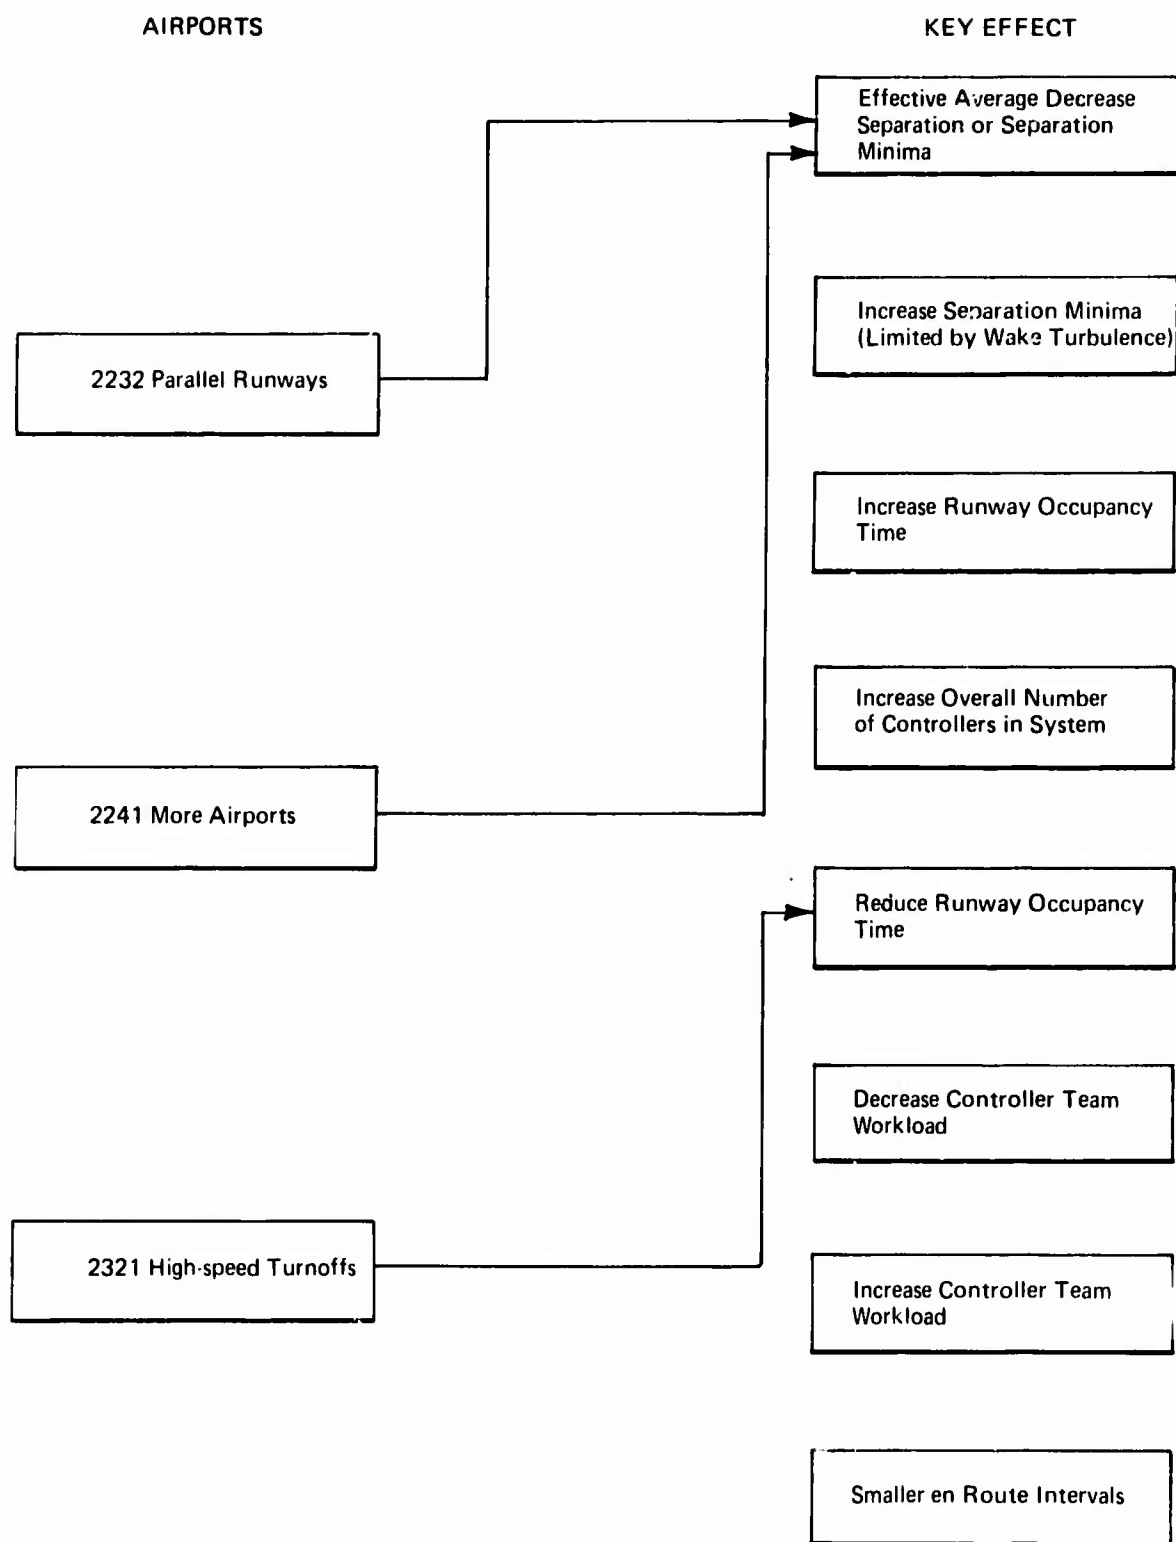 AIRPORTS
KEY EFFECT
Effective Average Decrease
Separation or Separation
Minima
Increase Separation Minima
(Limited by Wake Turbulence)
2232 Parallel Runways
Increase Runway Occupancy
Time
Increase Overall Number
of Controllers in System
2241 More Airports
Reduce Runway Occupancy
Time
Decrease Controller Team
Workload
2321 High-speed Turnoffs
Increase Controller Team
Workload
Smaller en Route Intervals